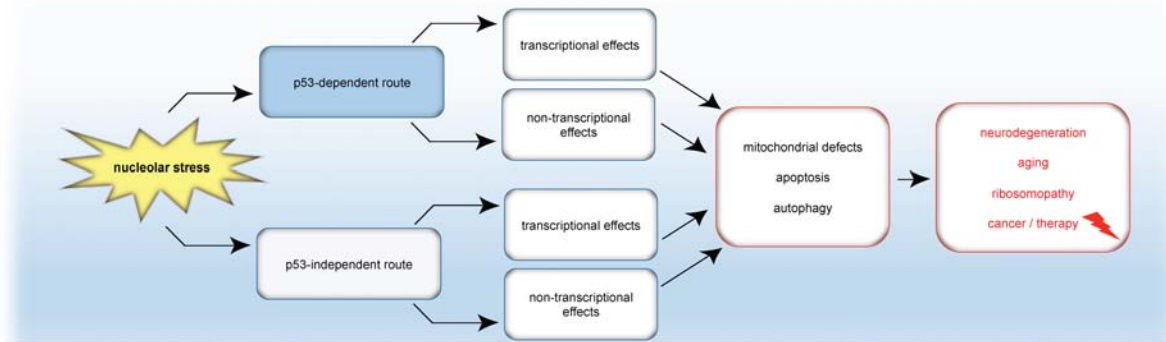 nucleolar stress
p53-dependent route
transcriptional effects
non-transcriptional
effects
p53-independent route
transcriptional effects
non-transcriptional
effects
mitochondrial defects
apoptosis
autophagy
neurodegeneration
aging
ribosomopathy
cancer / therapy